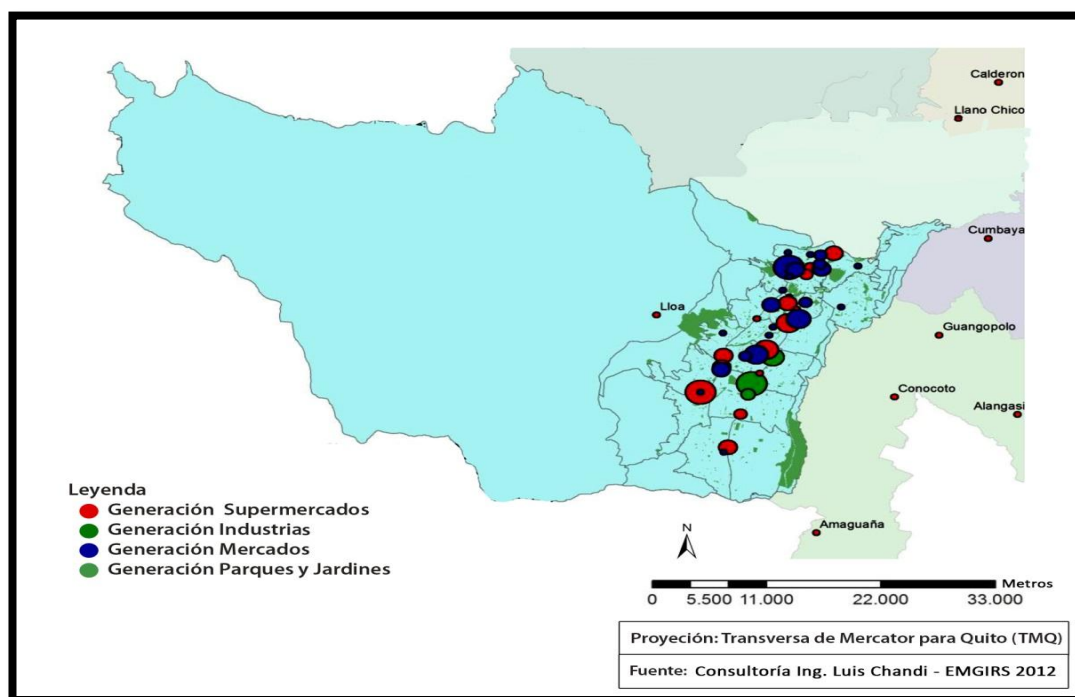 Calderon
Llano Chico
Cumbaya
Lloa
Guangopolo
Conocoto
Alangasi
Amaguaña
Leyenda
Generación Supermercados
Generación Industrias
Generación Mercados
Generación Parques y Jardines
N
Metros
0 5.500 11.000 22.000 33.000
Proyeción: Transversa de Mercator para Quito (TMQ)
Fuente: Consultoría Ing. Luis Chandi - EMGIRS 2012